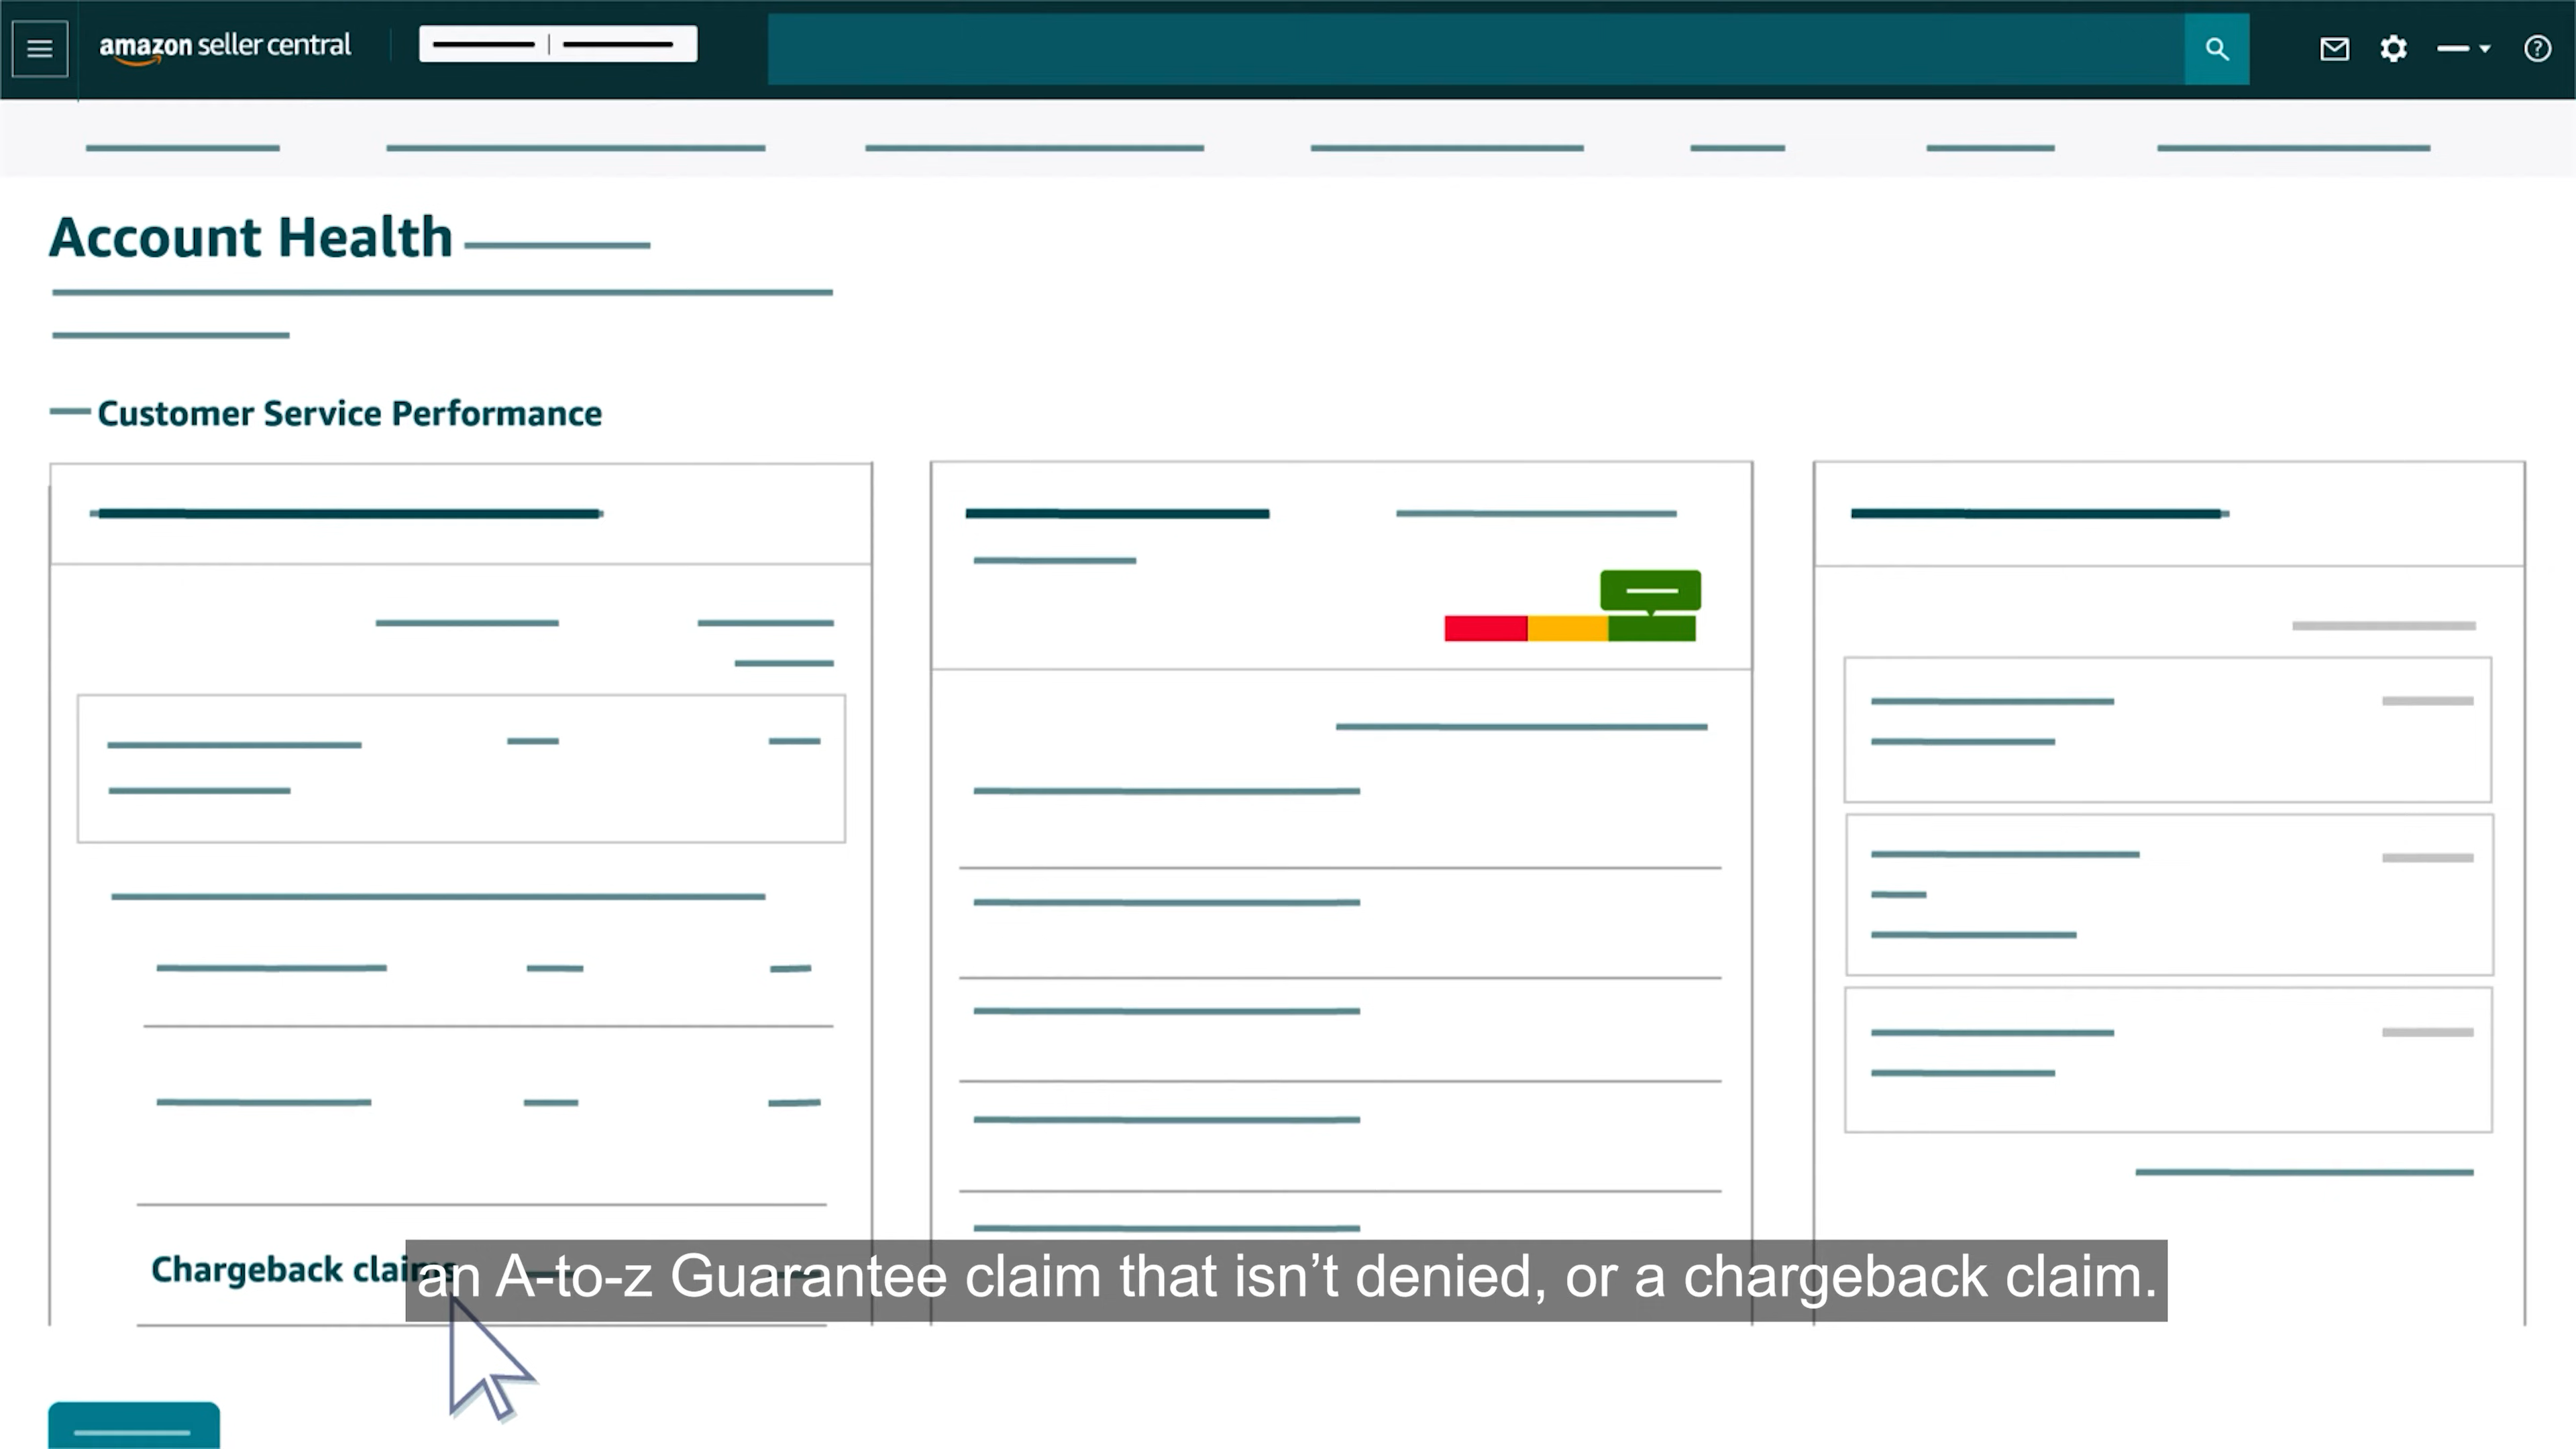 amazon seller central
Account Health
Customer Service Performance
Chargeback claims
an A-to-z Guarantee claim that isn’t denied, or a chargeback claim.